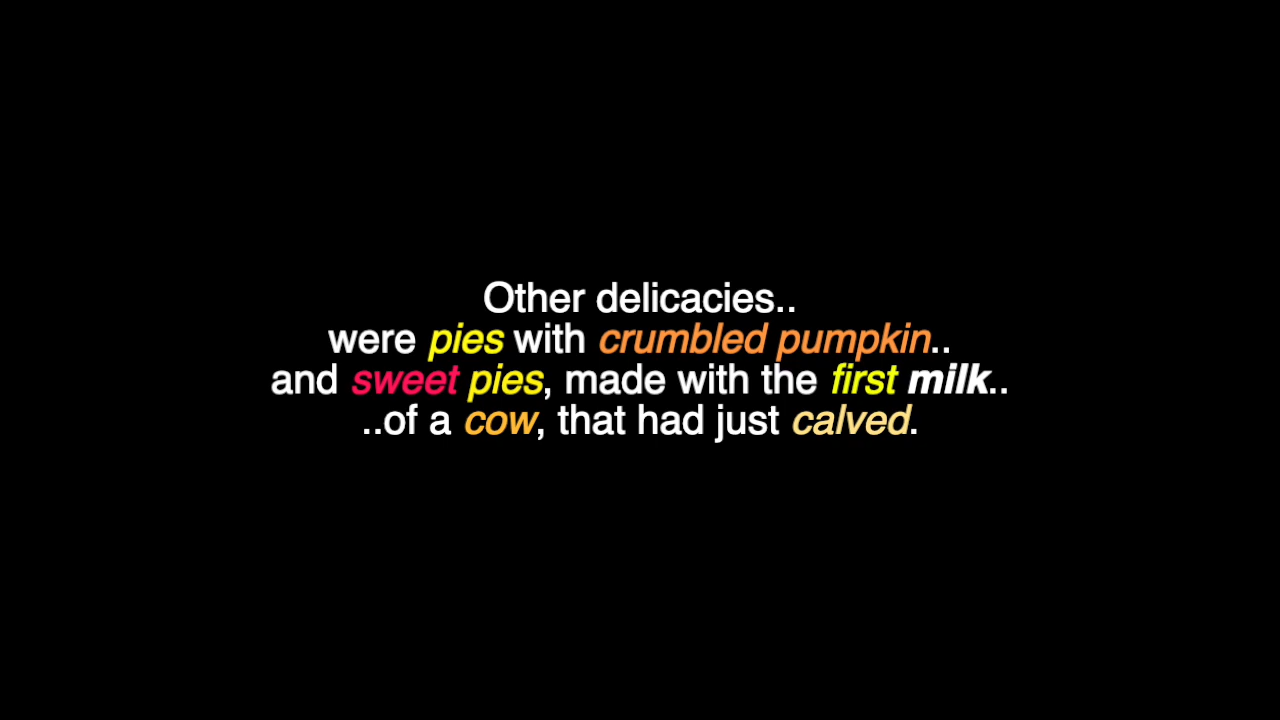 Other delicacies..
were pies with crumbled pumpkin..
and sweet pies, made with the first milk..
..of a cow, that had just calved.